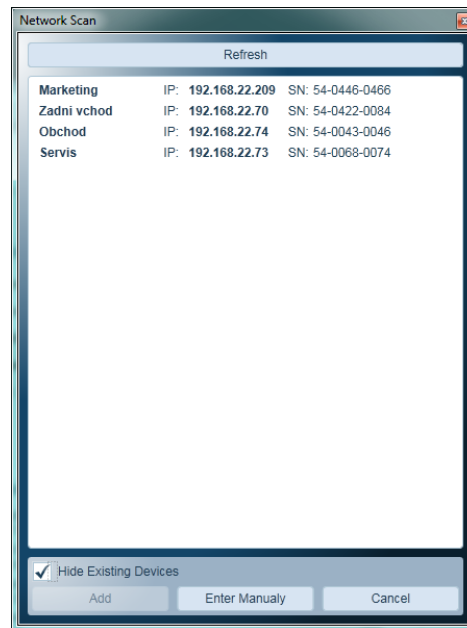 Network Scan
Refresh
Marketing IP: 192.168.22.209 SN: 54-0446-0466
Zadni vchod IP: 192.168.22.70 SN: 54-0422-0084
Obchod IP: 192.168.22.74 SN: 54-0043-0046
Servis IP: 192.168.22.73 SN: 54-0068-0074
Hide Existing Devices
Add Enter Manualy Cancel